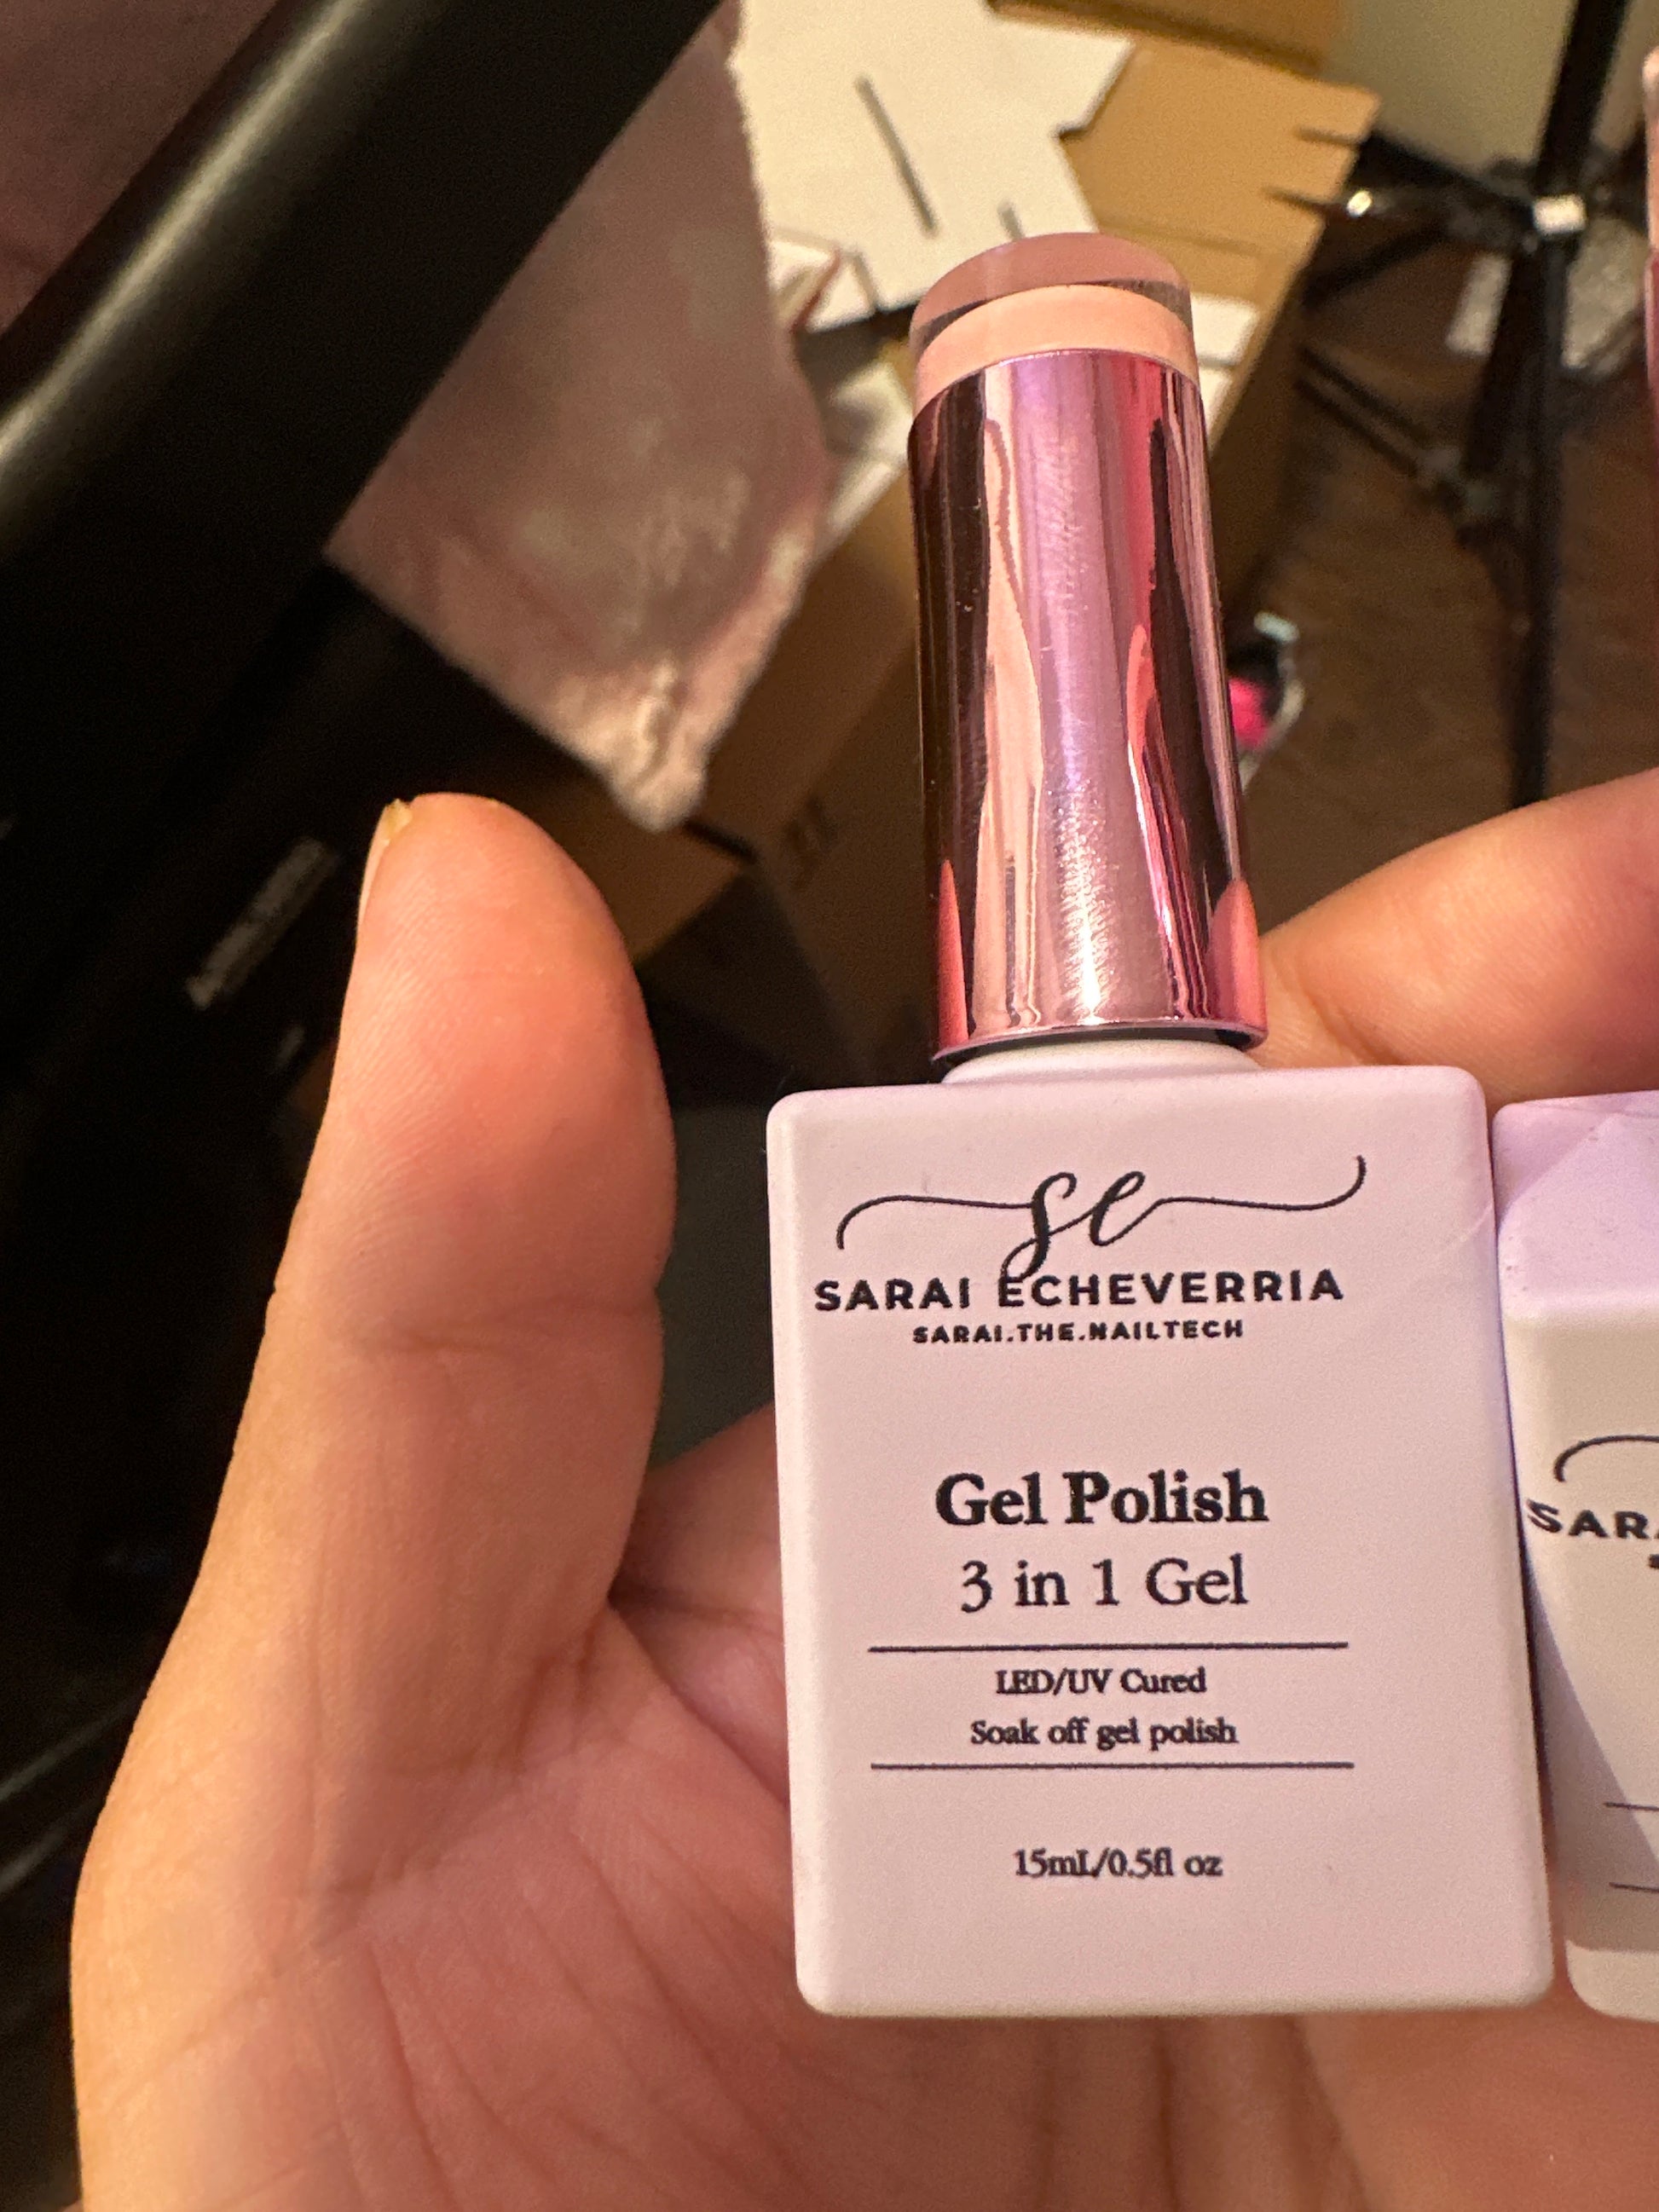 se
SARAI ECHEVERRIA
SARAI.THE.NAILTECH
Gel Polish
3 in 1 Gel
LED/UV Cured
Soak off gel polish
15mL/0.5fl oz
SAR